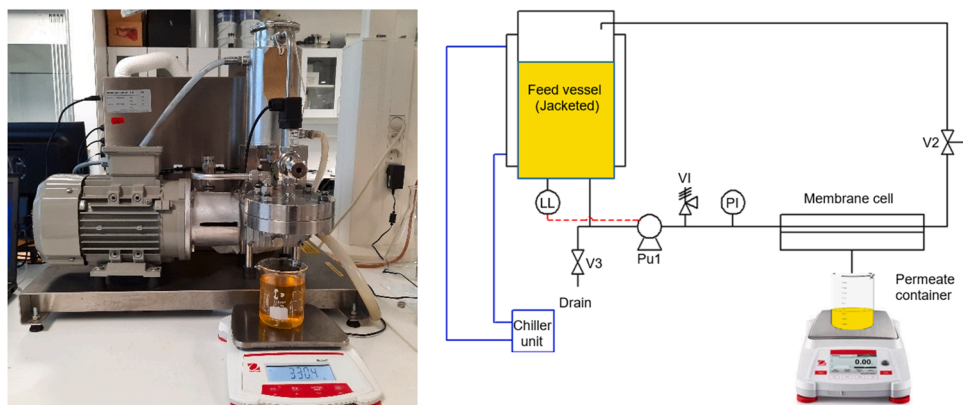 Feed vessel
(Jacketed)
V2
VI
LL
PI
Membrane cell
V3
Pu1
Drain
Permeate
container
Chiller
unit
0.00
3304